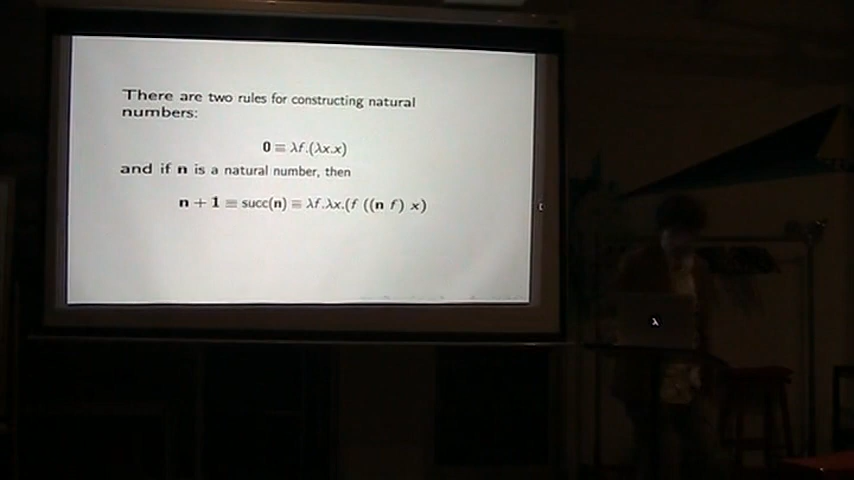 There are two rules for constructing natural
numbers:
0 ≡ λf.(λx.x)
and if n is a natural number, then
n + 1 ≡ succ(n) ≡ λf.λx.(f ((n f) x)
λ